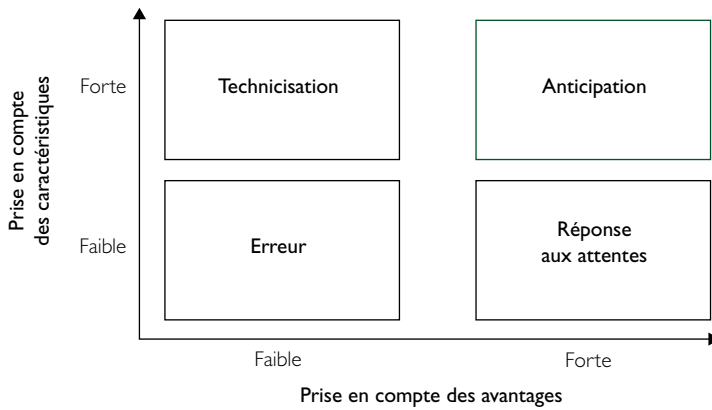 Prise en compte
des caractéristiques
Forte
Technicisation
Anticipation
Faible
Erreur
Réponse
aux attentes
Faible
Forte
Prise en compte des avantages